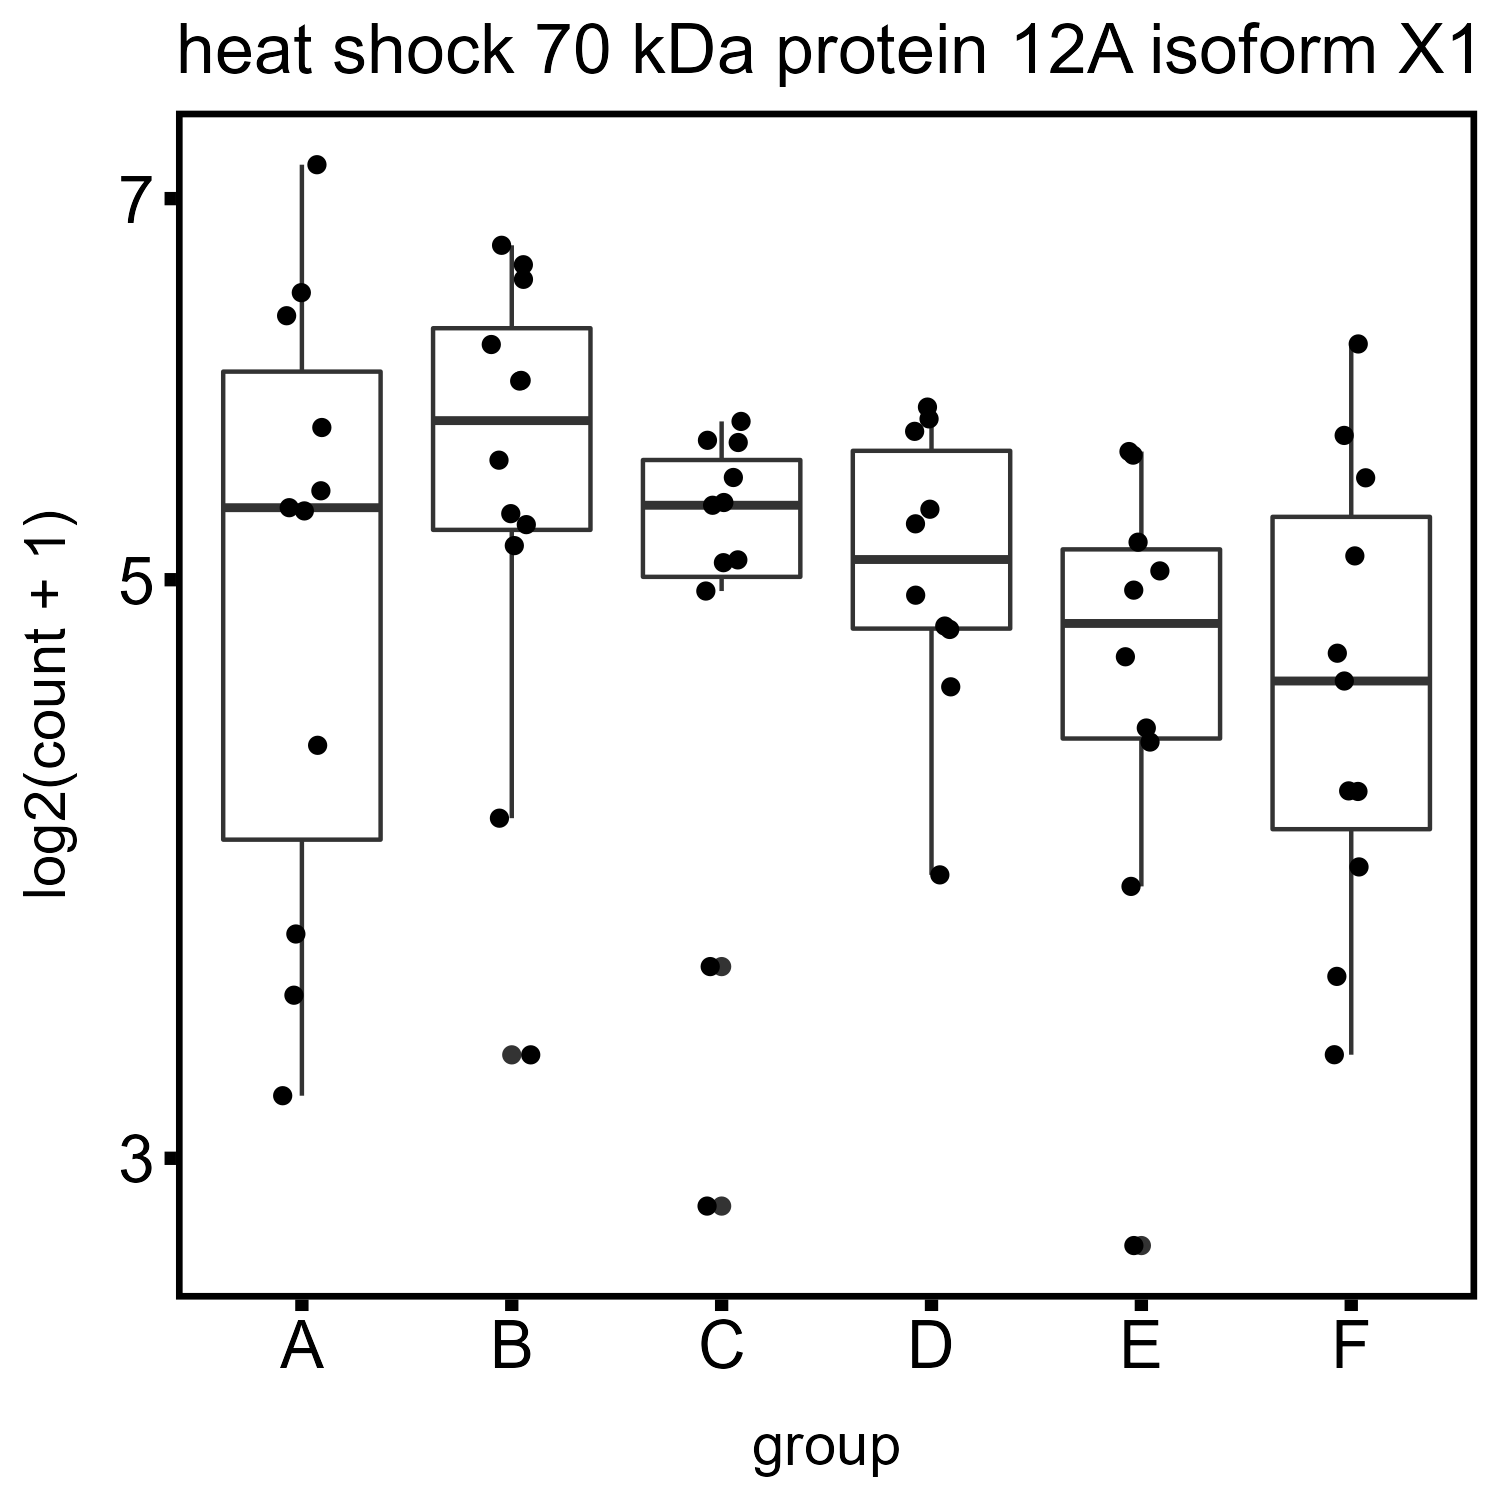 heat shock 70 kDa protein 12A isoform X1
7
5
3
log2(count + 1)
A B C D E F
group